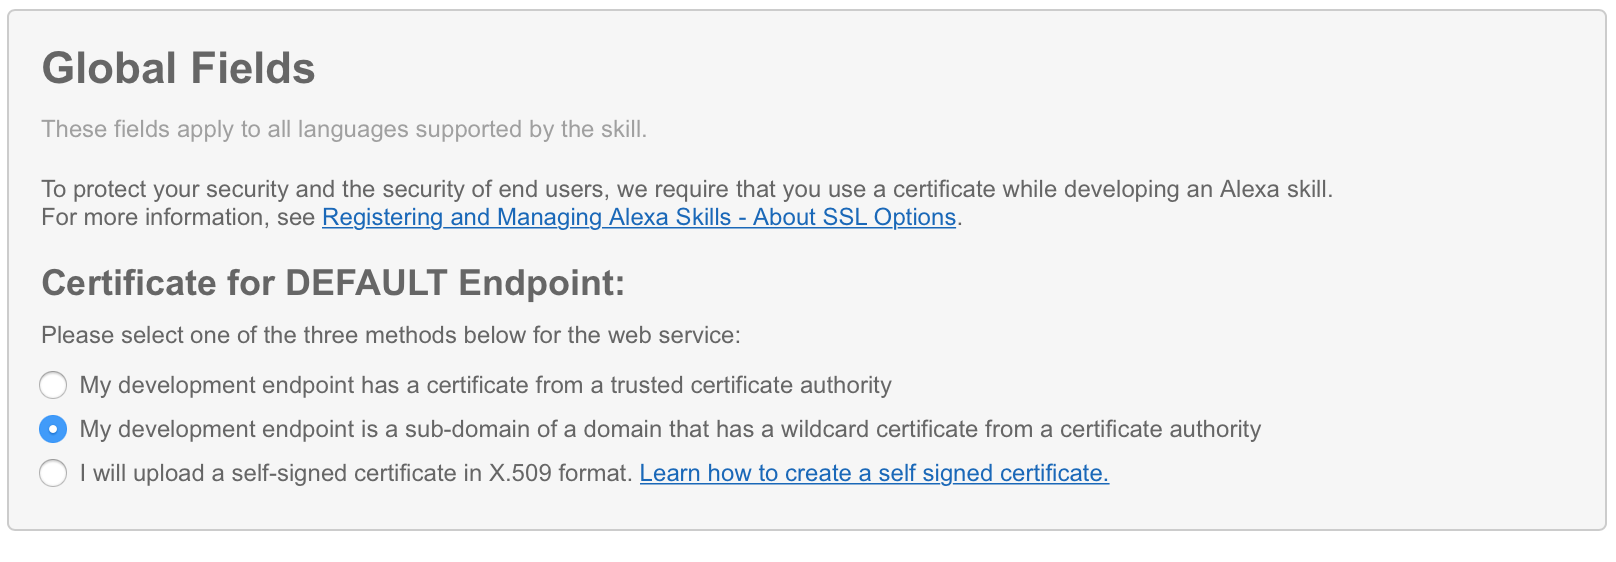 Global Fields
These fields apply to all languages supported by the skill.
To protect your security and the security of end users, we require that you use a certificate while developing an Alexa skill.
For more information, see Registering and Managing Alexa Skills - About SSL Options.
Certificate for DEFAULT Endpoint:
Please select one of the three methods below for the web service:
My development endpoint has a certificate from a trusted certificate authority
My development endpoint is a sub-domain of a domain that has a wildcard certificate from a certificate authority
I will upload a self-signed certificate in X.509 format. Learn how to create a self signed certificate.